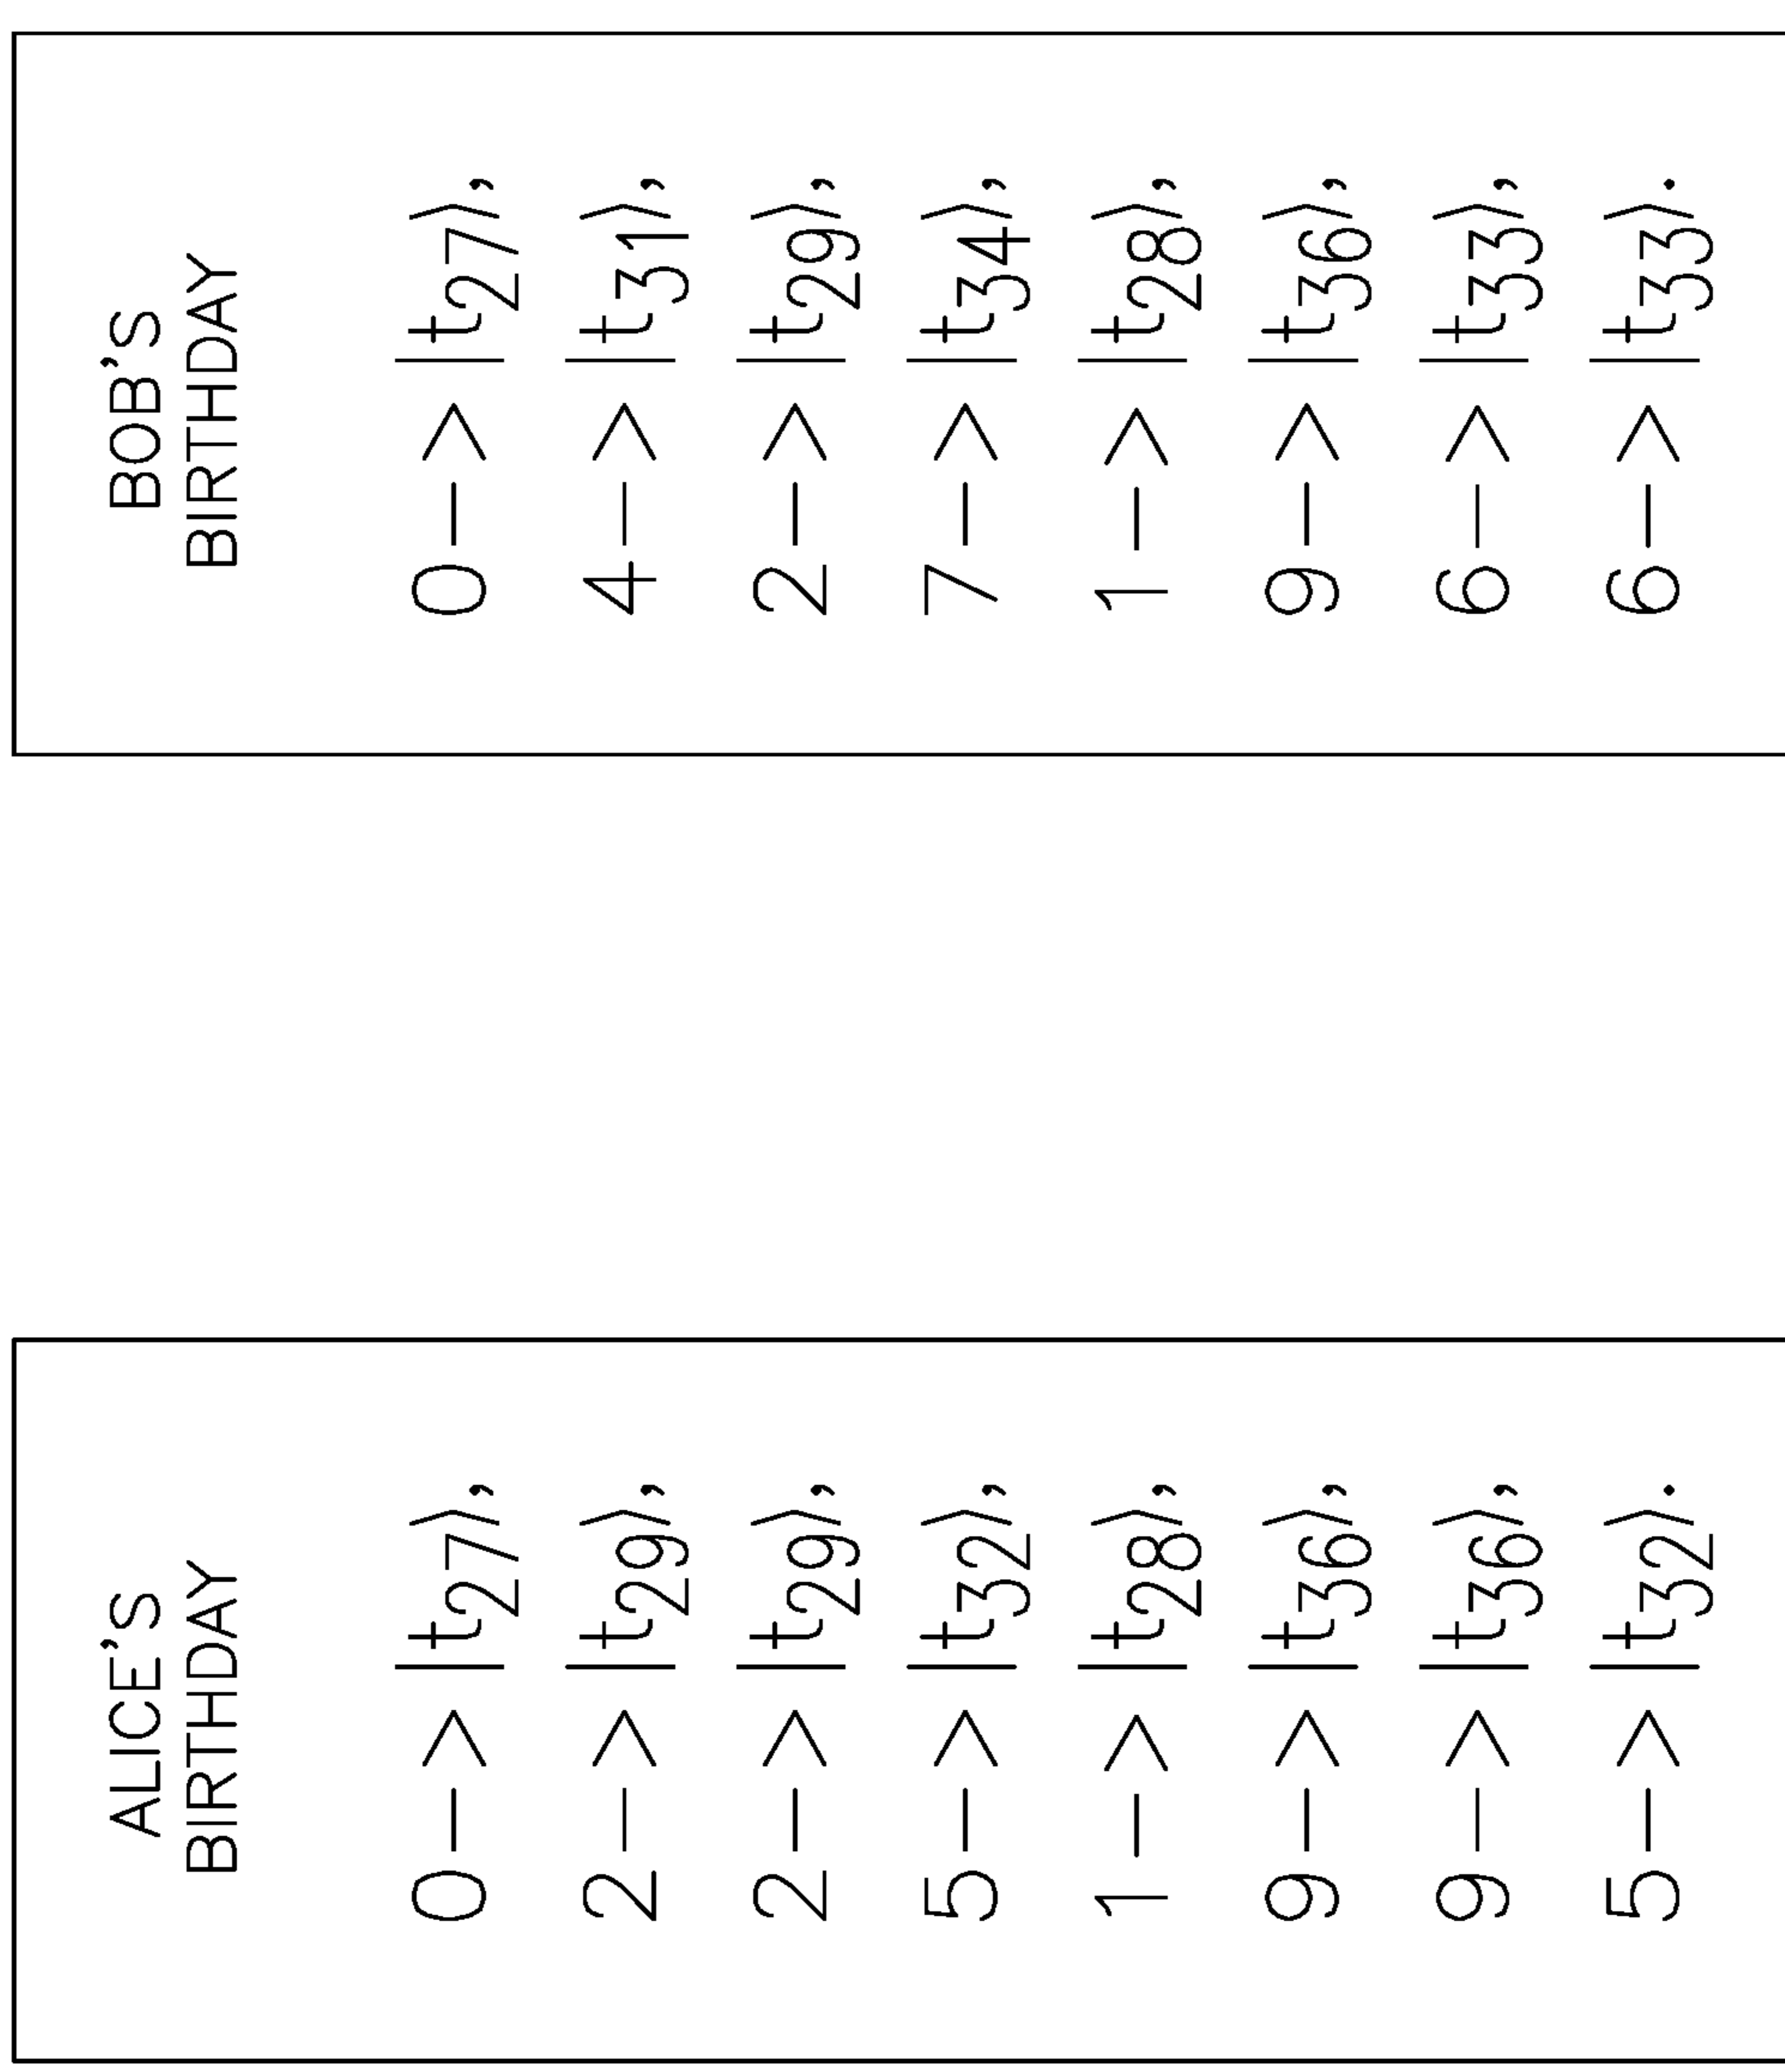 ALICE'S
BIRTHDAY
0—>|t27⟩,
2—>|t29⟩,
2—>|t29⟩,
5—>|t32⟩,
1—>|t28⟩,
9—>|t36⟩,
9—>|t36⟩,
5—>|t32⟩.
BOB'S
BIRTHDAY
0—>|t27⟩,
4—>|t31⟩,
2—>|t29⟩,
7—>|t34⟩,
1—>|t28⟩,
9—>|t36⟩,
6—>|t33⟩,
6—>|t33⟩.